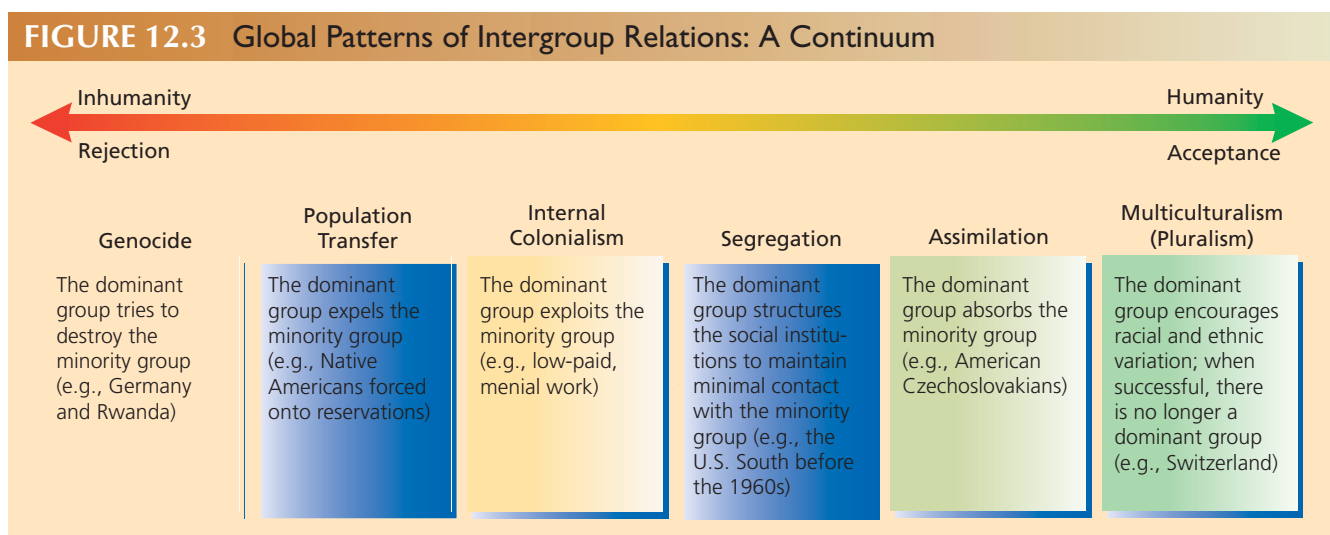 FIGURE 12.3 Global Patterns of Intergroup Relations: A Continuum
Inhumanity
Humanity
Rejection
Acceptance
Genocide
The dominant
group tries to
destroy the
minority group
(e.g., Germany
and Rwanda)
Population
Transfer
The dominant
group expels the
minority group
(e.g., Native
Americans forced
onto reservations)
Internal
Colonialism
The dominant
group exploits the
minority group
(e.g., low-paid,
menial work)
Segregation
The dominant
group structures
the social institu-
tions to maintain
minimal contact
with the minority
group (e.g., the
U.S. South before
the 1960s)
Assimilation
The dominant
group absorbs the
minority group
(e.g., American
Czechoslovakians)
Multiculturalism
(Pluralism)
The dominant
group encourages
racial and ethnic
variation; when
successful, there
is no longer a
dominant group
(e.g., Switzerland)